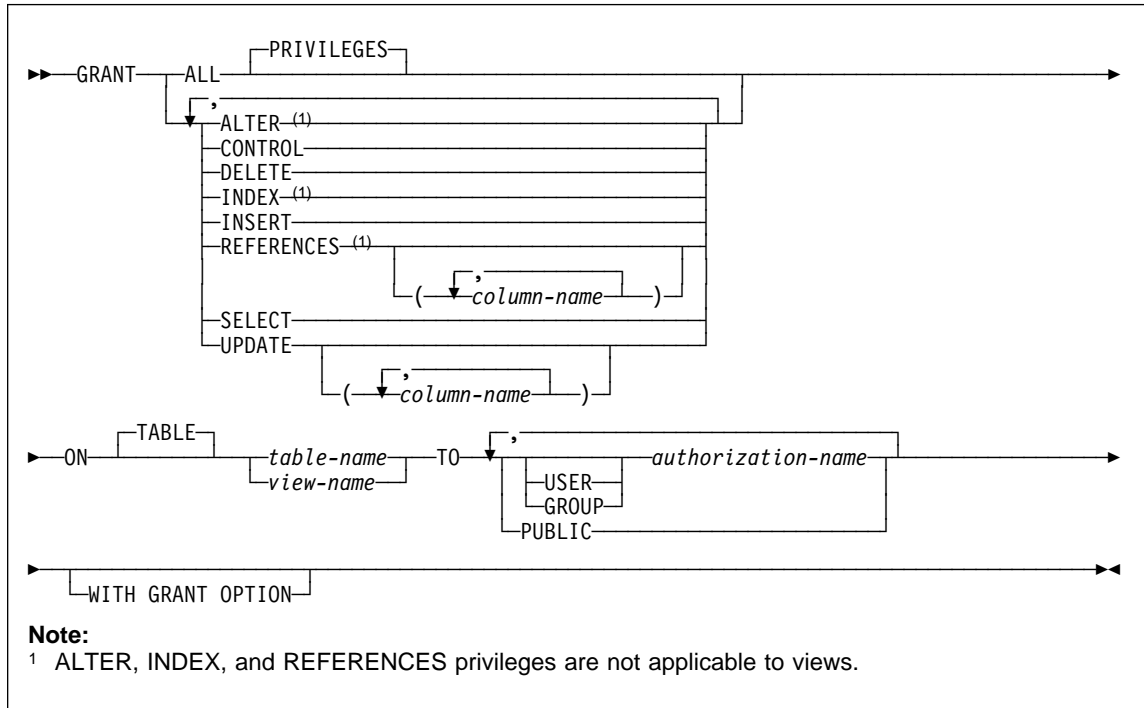 PRIVILEGES
GRANT ALL
,
ALTER (1)
CONTROL
DELETE
INDEX (1)
INSERT
REFERENCES (1)
,
( column-name )
SELECT
UPDATE
,
( column-name )
TABLE ,
ON table-name TO authorization-name
view-name USER
GROUP
PUBLIC
WITH GRANT OPTION
Note:
1 ALTER, INDEX, and REFERENCES privileges are not applicable to views.